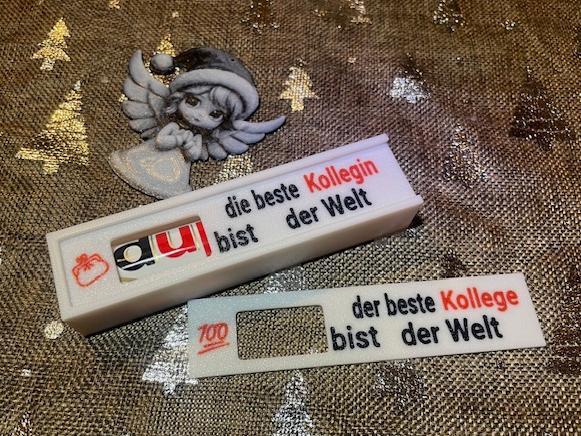 die beste Kollegin
du bist der Welt
der beste Kollege
100 bist der Welt